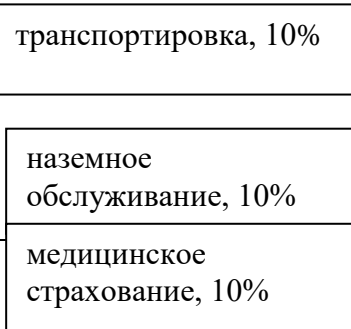 транспортировка, 10%
наземное
обслуживание, 10%
медицинское
страхование, 10%